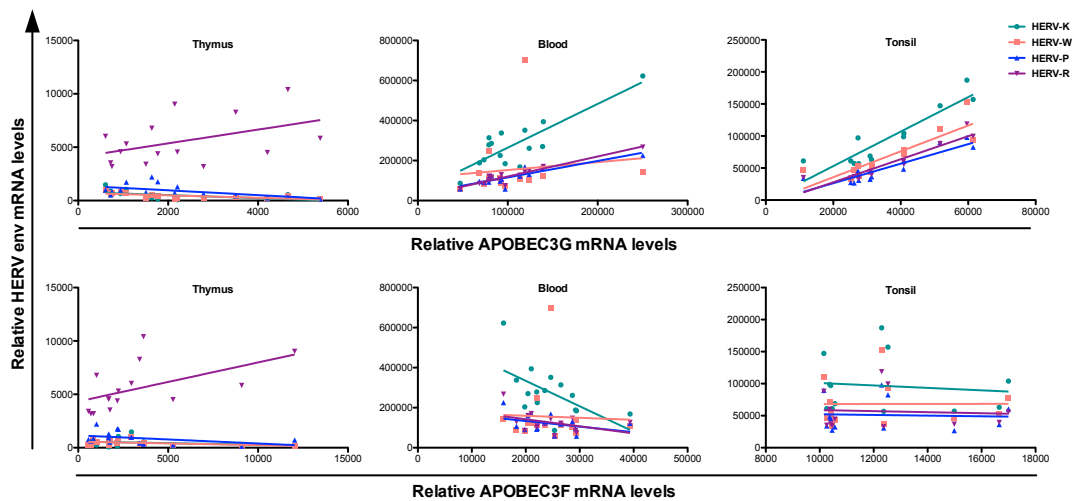 Relative HERV env mRNA levels
Thymus
15000
10000
5000
0
0 2000 4000 6000
Blood
800000
600000
400000
200000
0
0 100000 200000 300000
Tonsil
250000
200000
150000
100000
50000
0
0 20000 40000 60000 80000
HERV-K
HERV-W
HERV-P
HERV-R
Relative APOBEC3G mRNA levels
Thymus
15000
10000
5000
0
0 5000 10000 15000
Blood
800000
600000
400000
200000
0
0 10000 20000 30000 40000 50000
Tonsil
250000
200000
150000
100000
50000
0
8000 10000 12000 14000 16000 18000
Relative APOBEC3F mRNA levels